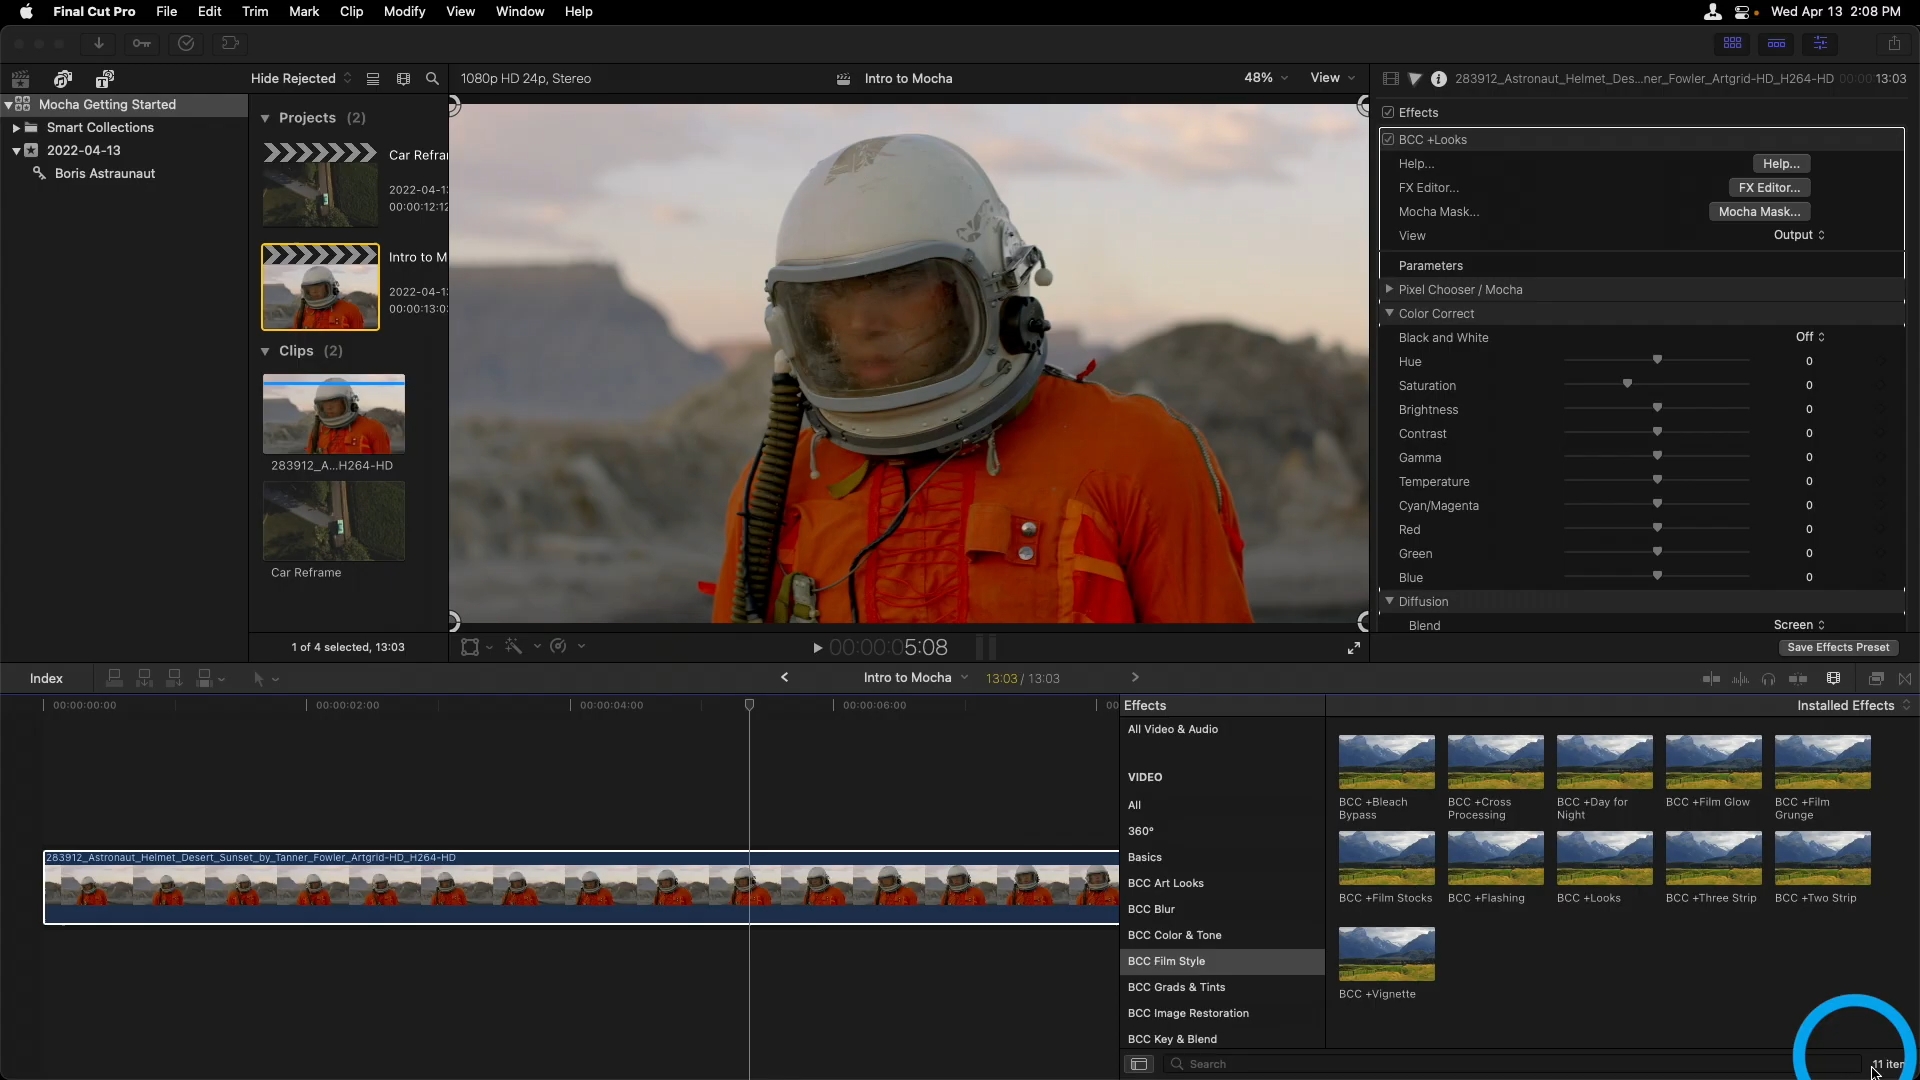 Final Cut Pro File Edit Trim Mark Clip Modify View Window Help
Wed Apr 13 2:08 PM
Hide Rejected
1080p HD 24p, Stereo
Intro to Mocha
48% View
283912_Astronaut_Helmet_Des...ner_Fowler_Artgrid-HD_H264-HD 00:00:13:03
Mocha Getting Started
Smart Collections
2022-04-13
Boris Astraunaut
Projects (2)
Car Refra
2022-04-1
00:00:12:12
Intro to M
2022-04-1
00:00:13:0
Clips (2)
283912_A...H264-HD
Car Reframe
1 of 4 selected, 13:03
00:00:05:08
Effects
BCC +Looks
Help... Help...
FX Editor... FX Editor...
Mocha Mask... Mocha Mask...
View Output
Parameters
Pixel Chooser / Mocha
Color Correct
Black and White Off
Hue 0
Saturation 0
Brightness 0
Contrast 0
Gamma 0
Temperature 0
Cyan/Magenta 0
Red 0
Green 0
Blue 0
Diffusion
Blend Screen
Save Effects Preset
Index
Intro to Mocha 13:03 / 13:03
00:00:00:00 00:00:02:00 00:00:04:00 00:00:06:00 00
283912_Astronaut_Helmet_Desert_Sunset_by_Tanner_Fowler_Artgrid-HD_H264-HD
Effects
Installed Effects
All Video & Audio
VIDEO
All
360°
Basics
BCC Art Looks
BCC Blur
BCC Color & Tone
BCC Film Style
BCC Grads & Tints
BCC Image Restoration
BCC Key & Blend
BCC +Bleach Bypass
BCC +Cross Processing
BCC +Day for Night
BCC +Film Glow
BCC +Film Grunge
BCC +Film Stocks
BCC +Flashing
BCC +Looks
BCC +Three Strip
BCC +Two Strip
BCC +Vignette
Search
11 iter